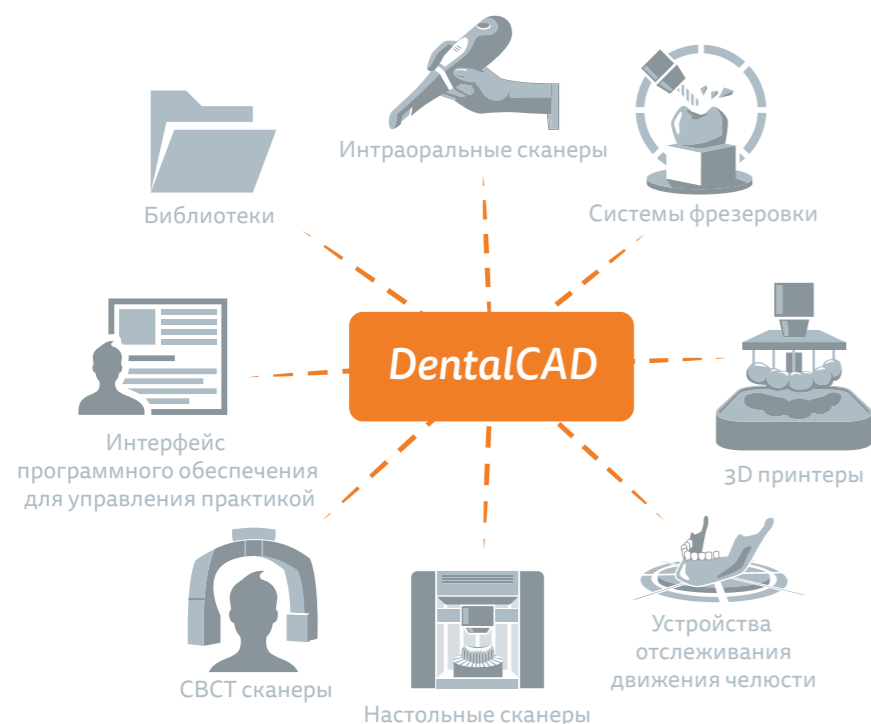 Интраоральные сканеры
Библиотеки
Системы фрезеровки
DentalCAD
Интерфейс
программного обеспечения
для управления практикой
3D принтеры
Устройства
отслеживания
движения челюсти
CBCT сканеры
Настольные сканеры